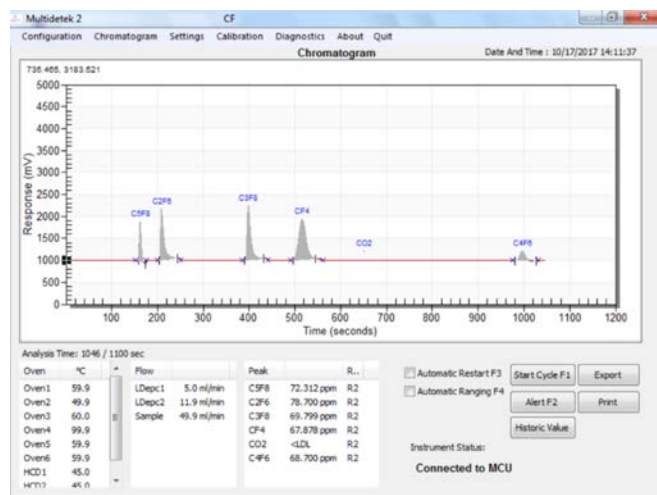 Multidetek 2 CF
Configuration Chromatogram Settings Calibration Diagnostics About Quit
Chromatogram Date And Time : 10/17/2017 14:11:37
735.465, 3183.521
5000
4500
4000
3500
3000
2500
2000
1500
1000
500
0
Response (mV)
C5F8 C2F6 C3F8 CF4 CO2 C4F6
100 200 300 400 500 600 700 800 900 1000 1100 1200
Time (seconds)
Analysis Time: 1046 / 1100 sec
Oven °C Flow Peak R..
Oven1 59.9 LDepc1 5.0 ml/min C5F8 72.312 ppm R2
Oven2 49.9 LDepc2 11.9 ml/min C2F6 78.700 ppm R2
Oven3 60.0 Sample 49.9 ml/min C3F8 69.799 ppm R2
Oven4 99.9 CF4 67.878 ppm R2
Oven5 59.9 CO2 <LDL R2
Oven6 59.9 C4F6 68.700 ppm R2
HCD1 45.0
HCD2 45.0
Automatic Restart F3 Start Cycle F1 Export
Automatic Ranging F4 Alert F2 Print
Historic Value
Instrument Status:
Connected to MCU